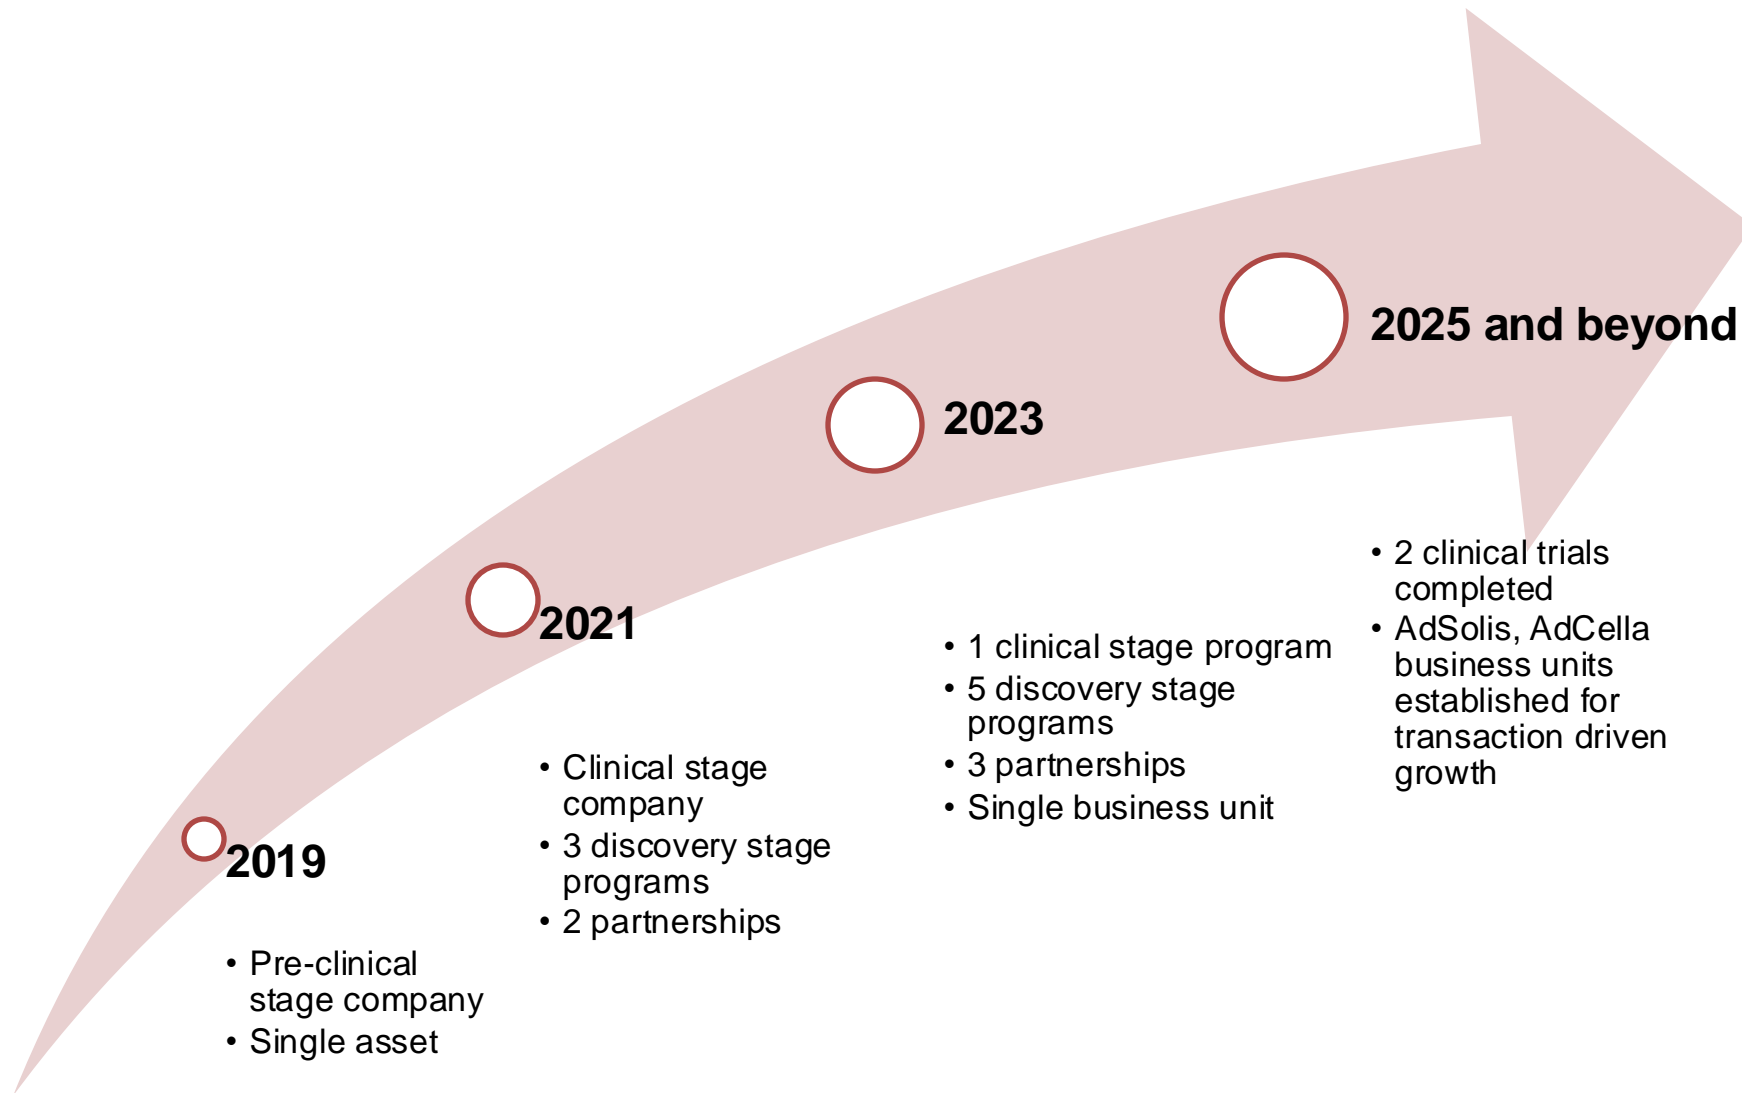 2019
• Pre-clinical
stage company
• Single asset
2021
• Clinical stage
company
• 3 discovery stage
programs
• 2 partnerships
2023
• 1 clinical stage program
• 5 discovery stage
programs
• 3 partnerships
• Single business unit
2025 and beyond
• 2 clinical trials
completed
• AdSolis, AdCella
business units
established for
transaction driven
growth